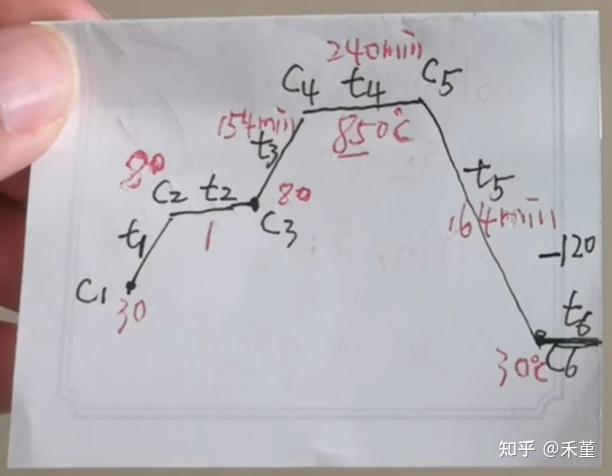 240min
C4 t4 C5
154min
t3
850℃
80
C2 t2
80
C3
t1
1
C1
30
t5
164min
-120
t6
30℃
C6
知乎 @禾堇